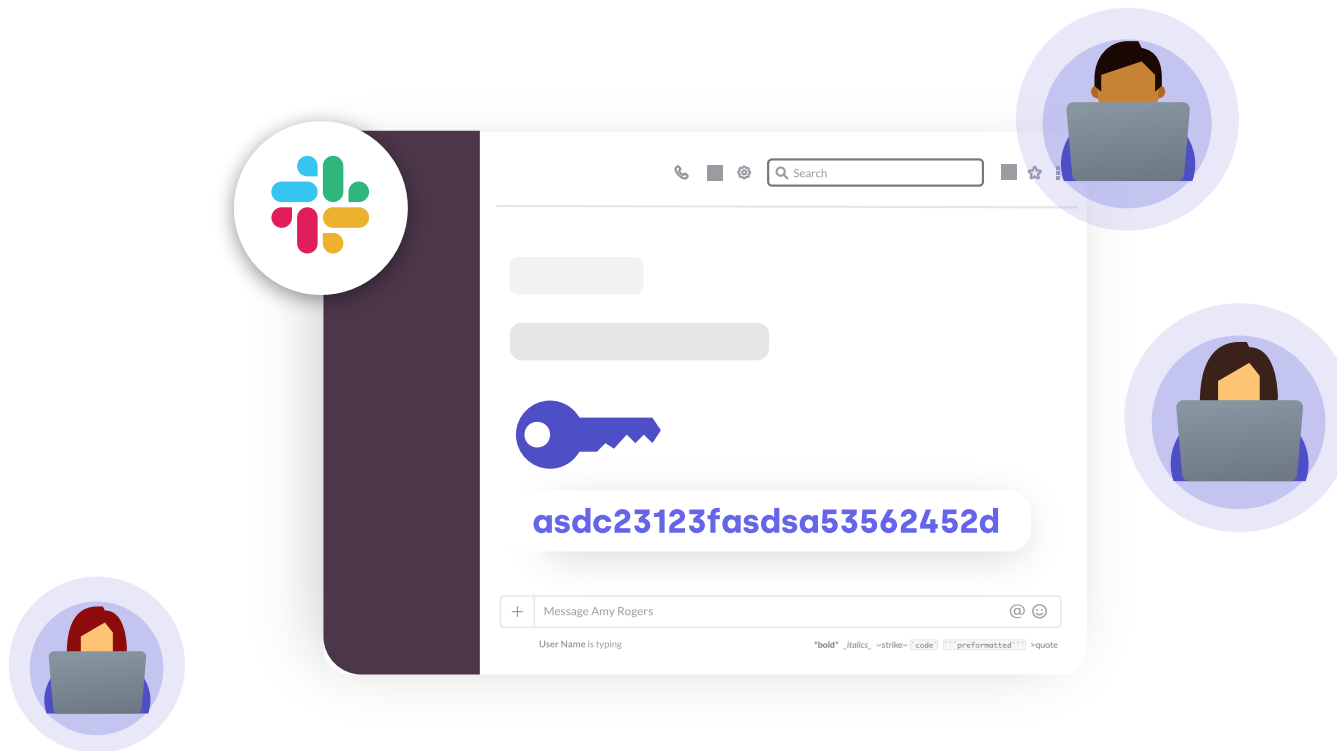 Search
asdc23123fasdsa53562452d
Message Amy Rogers
User Name is typing
*bold* _italics_ ~strike~ `code` ```preformatted``` >quote